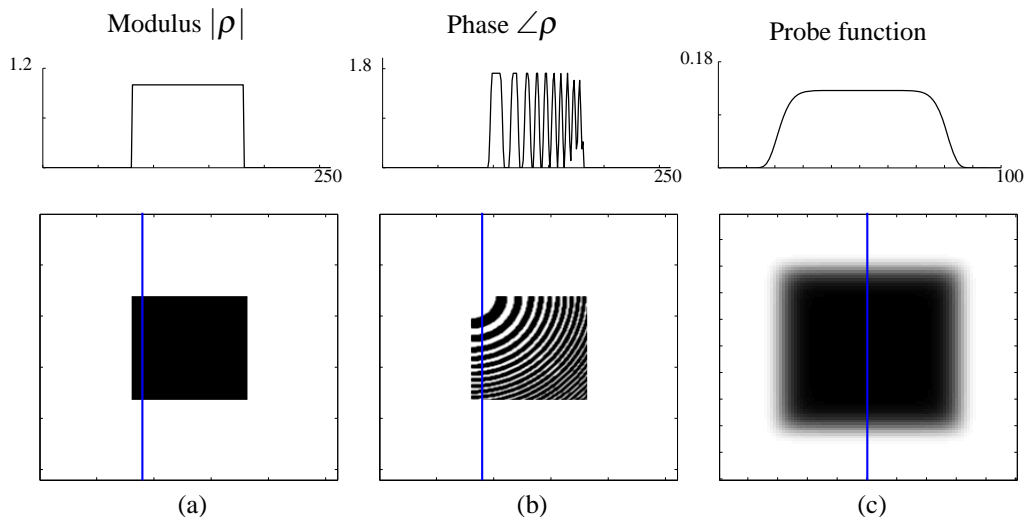 Modulus |ρ|
Phase ∠ρ
Probe function
1.2
1.8
0.18
250
250
100
(a)
(b)
(c)